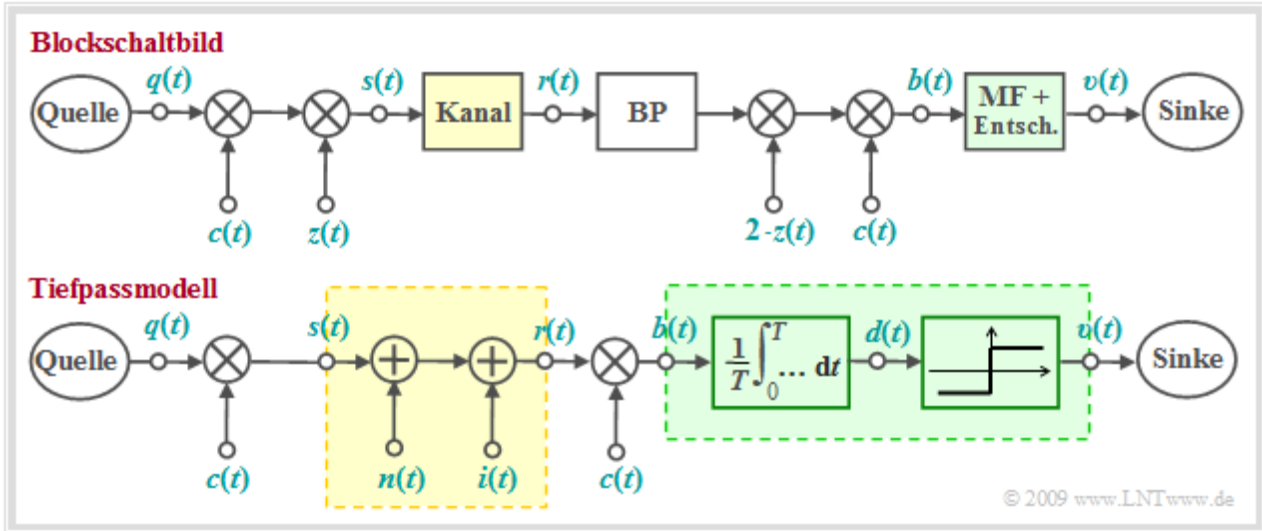 Blockschaltbild
q(t) s(t) r(t) b(t) v(t)
Quelle Kanal BP MF + Entsch. Sinke
c(t) z(t) 2·z(t) c(t)
Tiefpassmodell
q(t) s(t) r(t) b(t) d(t) v(t)
Quelle 1/T ∫₀ᵀ ... dt Sinke
c(t) n(t) i(t) c(t)
© 2009 www.LNTwww.de